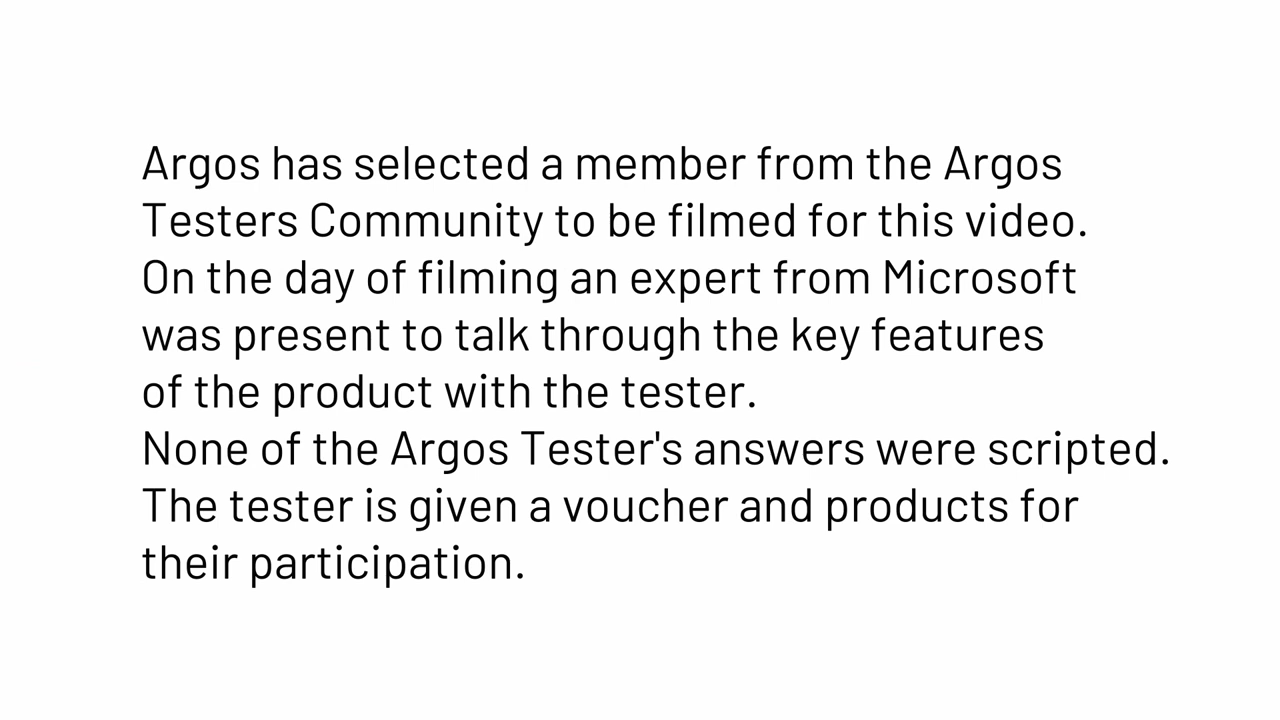 Argos has selected a member from the Argos
Testers Community to be filmed for this video.
On the day of filming an expert from Microsoft
was present to talk through the key features
of the product with the tester.
None of the Argos Tester's answers were scripted.
The tester is given a voucher and products for
their participation.